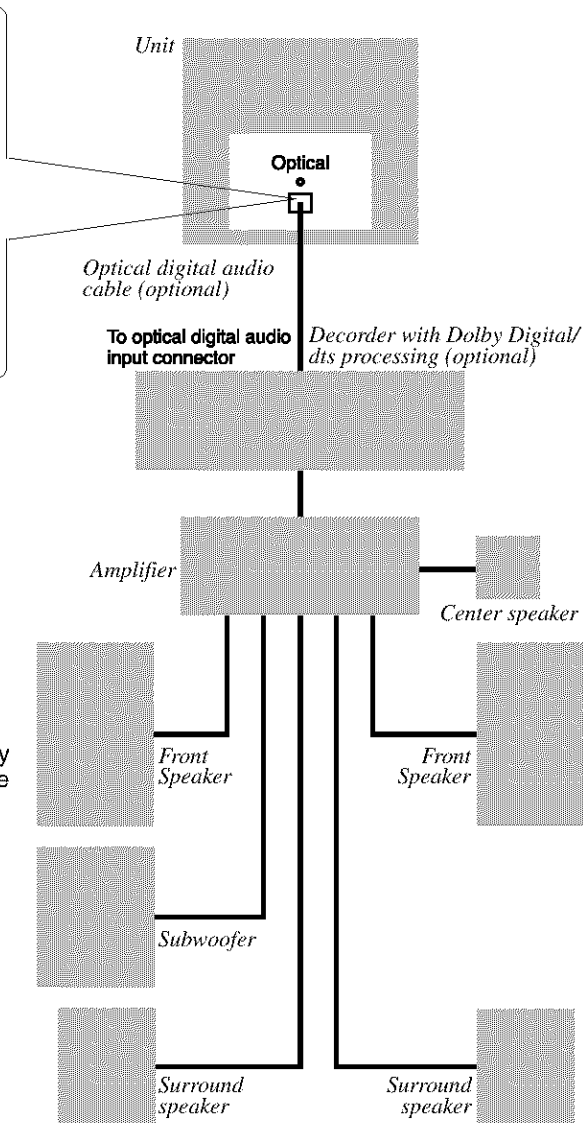 Unit
Optical
Optical digital audio
cable (optional)
To optical digital audio
input connector
Decorder with Dolby Digital/
dts processing (optional)
Amplifier
Center speaker
Front
Speaker
Front
Speaker
y
e
Subwoofer
Surround
speaker
Surround
speaker